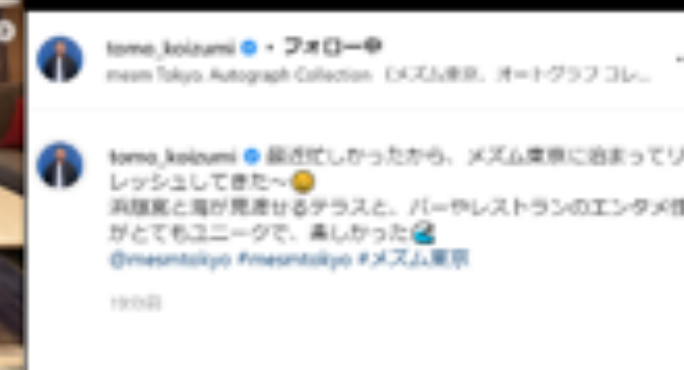 tomo_koizumi • フォロー中
mesm Tokyo, Autograph Collection (メズム東京、オートグラフ コレ...
tomo_koizumi 最近忙しかったから、メズム東京に泊まってリ
レッシュしてきた〜😌
浜離宮と海が見渡せるテラスと、バーやレストランのエンタメ性
がとてもユニークで、楽しかった🌊
@mesmtokyo #mesmtokyo #メズム東京